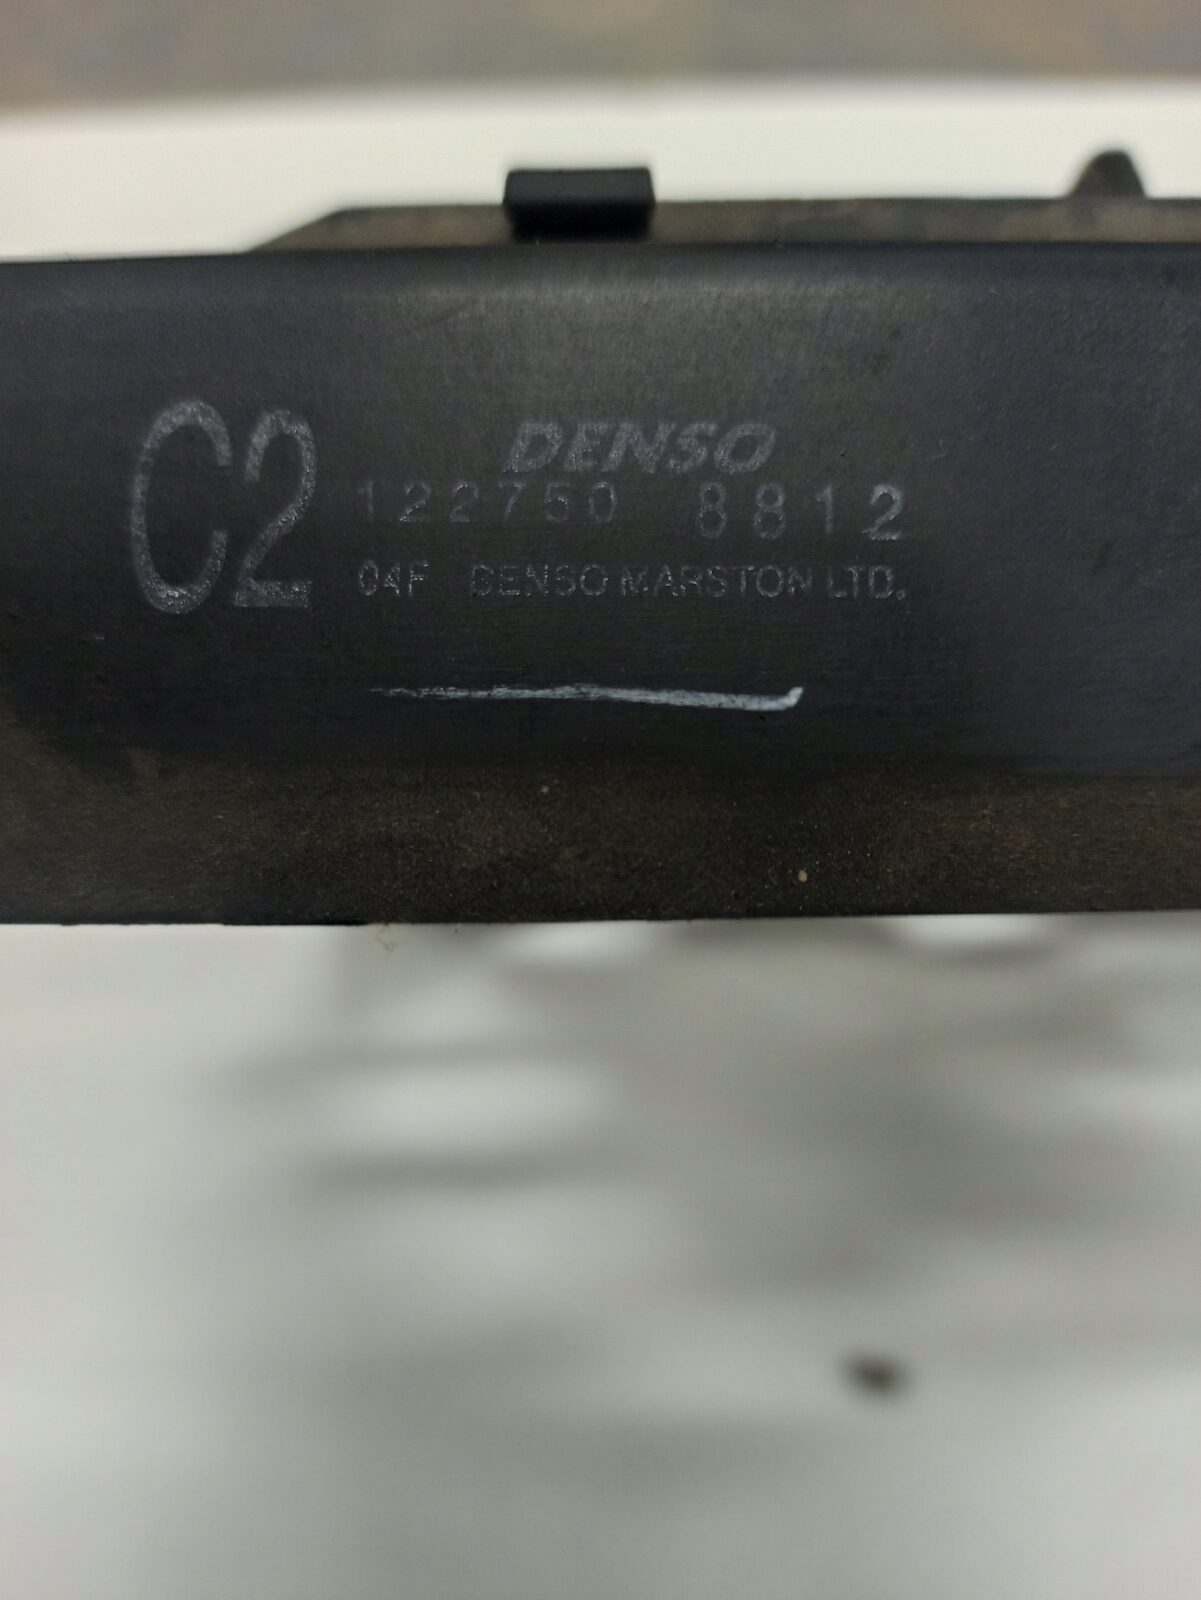 C2
DENSO
122750 8812
04F DENSO MARSTON LTD.